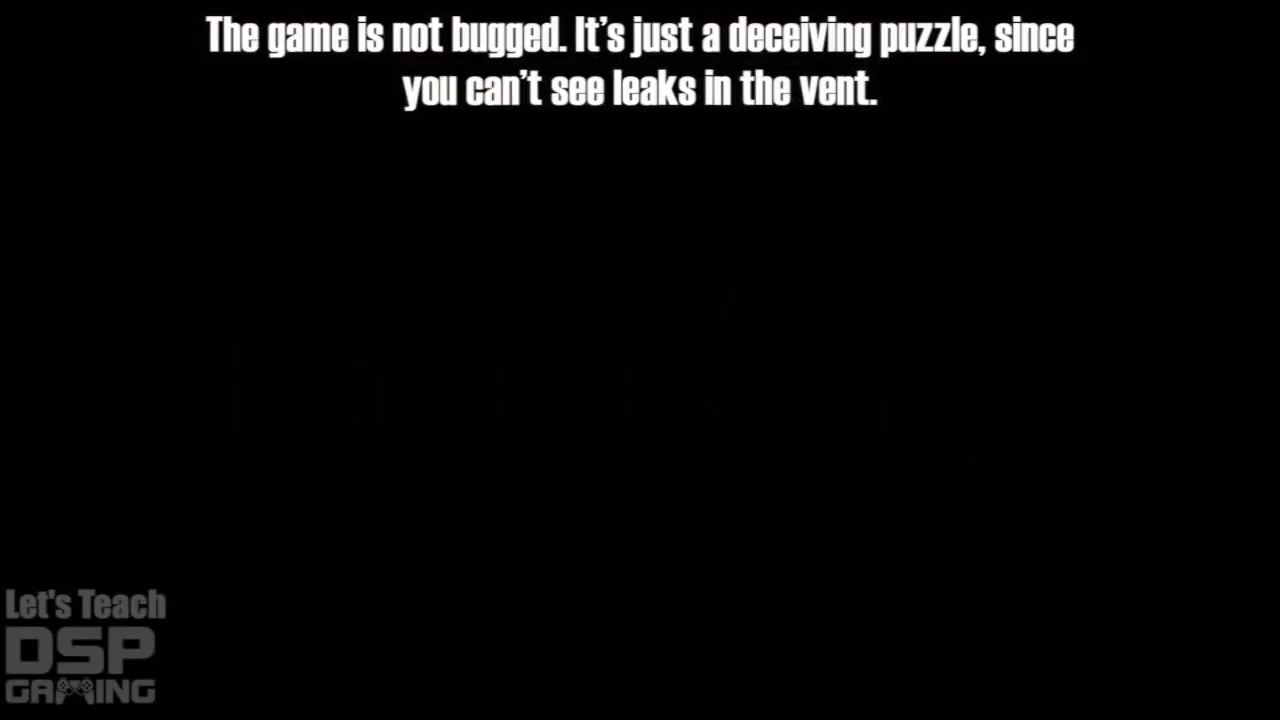 The game is not bugged. It's just a deceiving puzzle, since
you can't see leaks in the vent.
Let's Teach
DSP
GAMING